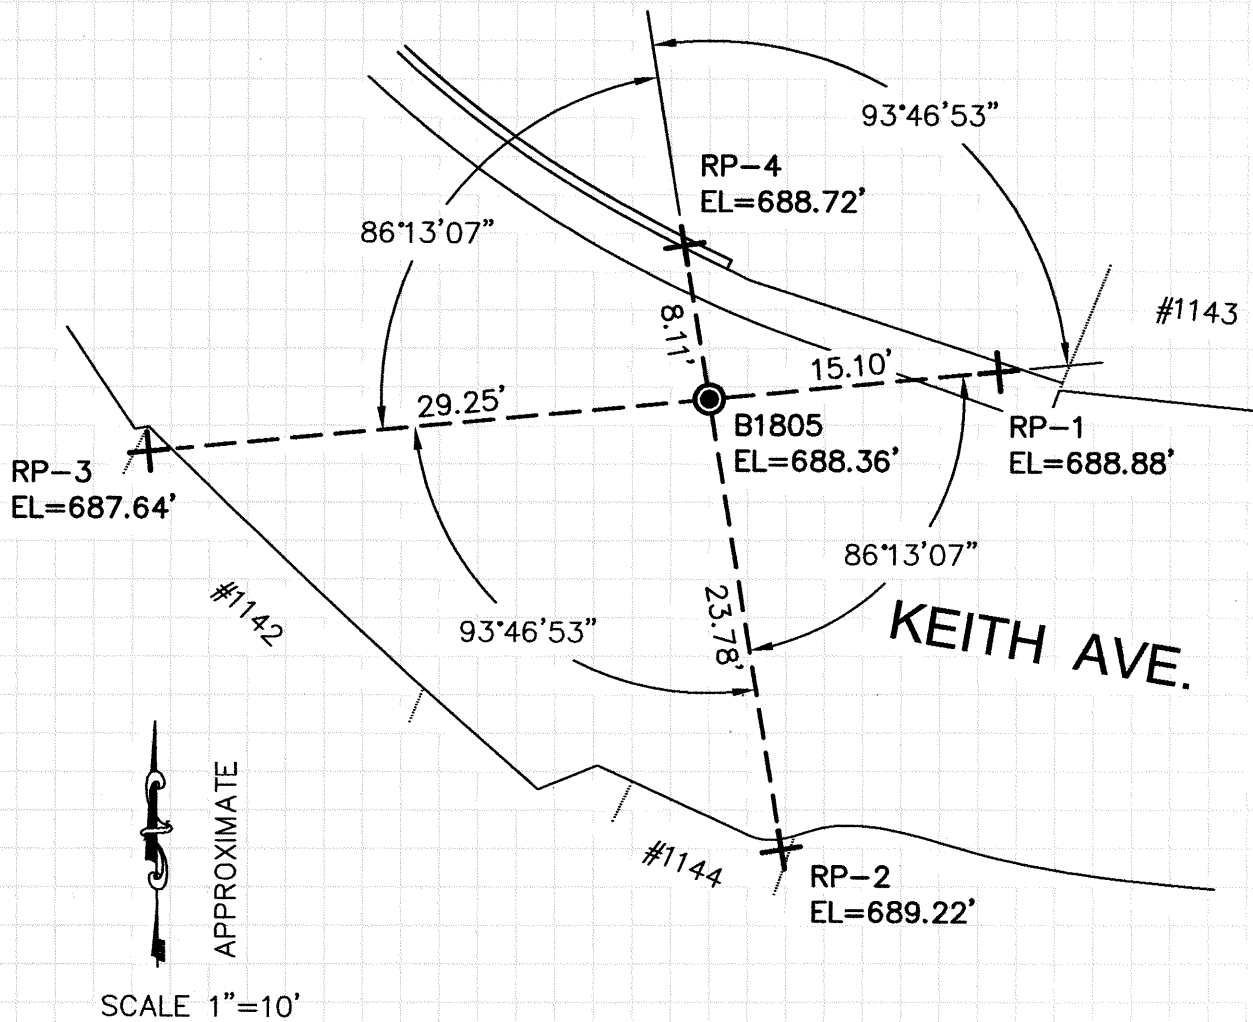 93°46'53"
RP-4
EL=688.72'
86°13'07"
#1143
8.11'
15.10'
29.25'
B1805
EL=688.36'
RP-1
EL=688.88'
RP-3
EL=687.64'
86°13'07"
#1142
23.78'
93°46'53"
KEITH AVE.
APPROXIMATE
#1144
RP-2
EL=689.22'
SCALE 1"=10'